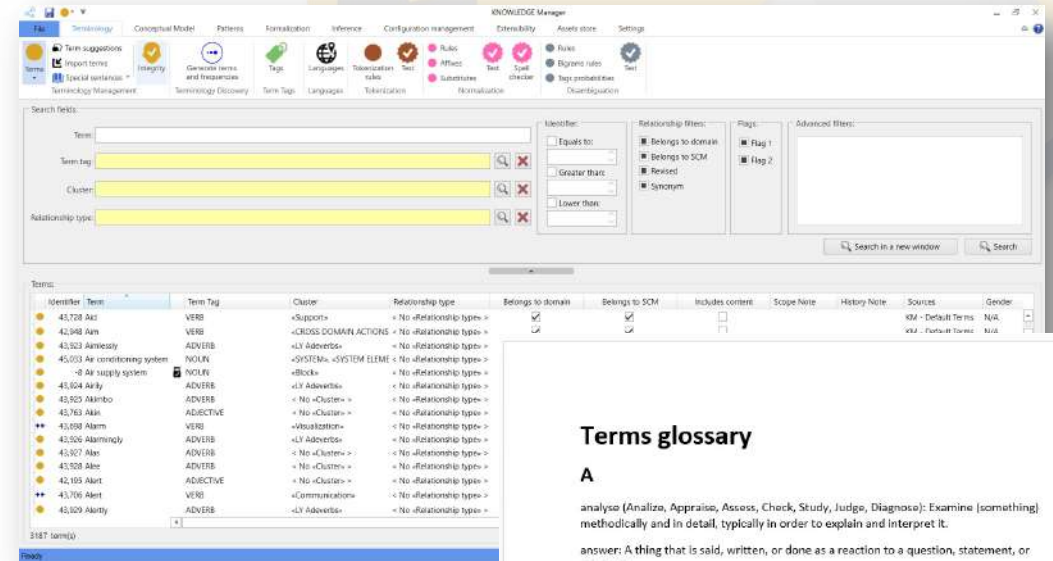 KNOWLEDGE Manager
File Terminology Conceptual Model Patterns Formalization Inference Configuration management Extensibility Assets store Settings
Terms
Term suggestions
Import terms
Special sentences
Integrity
Generate terms and frequencies
Tags
Languages
Tokenization rules
Test
Rules
Affixes
Substitutes
Test
Spell checker
Rules
Bigrams rules
Tags probabilities
Test
Terminology Management Terminology Discovery Term Tags Languages Tokenization Normalization Disambiguation
Search fields:
Term:
Term tag:
Cluster:
Relationship type:
Identifier:
Equals to:
Greater than:
Lower than:
Relationship filters:
Belongs to domain
Belongs to SCM
Revised
Synonym
Flags:
Flag 1
Flag 2
Advanced filters:
Search in a new window Search
Terms:
Identifier Term Term Tag Cluster Relationship type Belongs to domain Belongs to SCM Includes content Scope Note History Note Sources Gender
43,728 Aid VERB «Support» < No «Relationship type» > KM - Default Terms N/A
42,948 Aim VERB «CROSS DOMAIN ACTIONS < No «Relationship type» > KM - Default Terms N/A
43,923 Aimlessly ADVERB «LY Adeverbs» < No «Relationship type» >
45,033 Air conditioning system NOUN «SYSTEM», «SYSTEM ELEME < No «Relationship type» >
-8 Air supply system NOUN «Block» < No «Relationship type» >
43,924 Airily ADVERB «LY Adeverbs» < No «Relationship type» >
43,925 Akimbo ADVERB < No «Cluster» > < No «Relationship type» >
43,763 Akin ADJECTIVE < No «Cluster» > < No «Relationship type» >
43,698 Alarm VERB «Visualization» < No «Relationship type» >
43,926 Alarmingly ADVERB «LY Adeverbs» < No «Relationship type» >
43,927 Alas ADVERB < No «Cluster» > < No «Relationship type» >
43,928 Alee ADVERB < No «Cluster» > < No «Relationship type» >
42,195 Alert ADJECTIVE < No «Cluster» > < No «Relationship type» >
43,706 Alert VERB «Communication» < No «Relationship type» >
43,929 Alertly ADVERB «LY Adeverbs» < No «Relationship type» >
3187 term(s)
Ready
Terms glossary
A
analyse (Analize, Appraise, Assess, Check, Study, Judge, Diagnose): Examine (something)
methodically and in detail, typically in order to explain and interpret it.
answer: A thing that is said, written, or done as a reaction to a question, statement, or